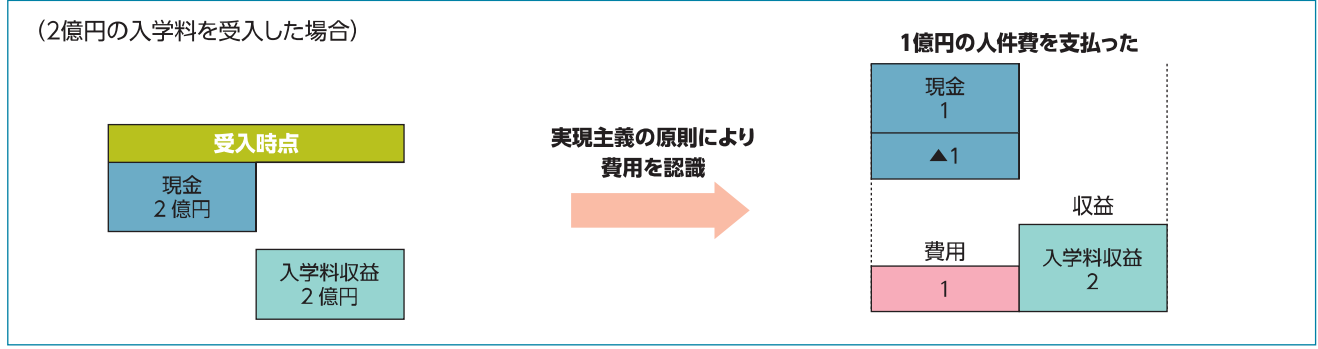 （2億円の入学料を受入した場合）
受入時点
現金
2億円
入学料収益
2億円
実現主義の原則により
費用を認識
1億円の人件費を支払った
現金
1
▲1
収益
費用
入学料収益
2
1